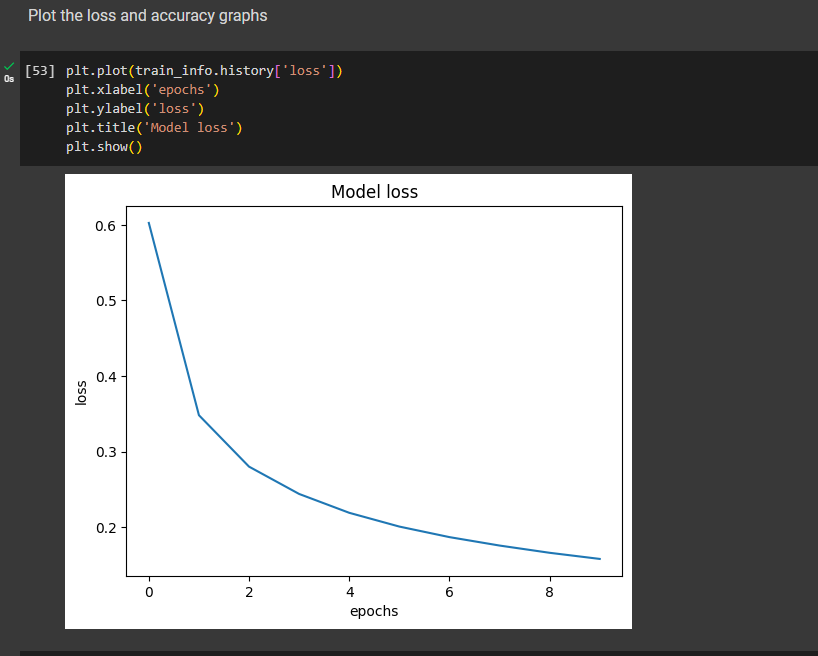 Plot the loss and accuracy graphs
[53] plt.plot(train_info.history['loss'])
0s
plt.xlabel('epochs')
plt.ylabel('loss')
plt.title('Model loss')
plt.show()
Model loss
0.6
0.5
0.4
0.3
0.2
loss
0 2 4 6 8
epochs